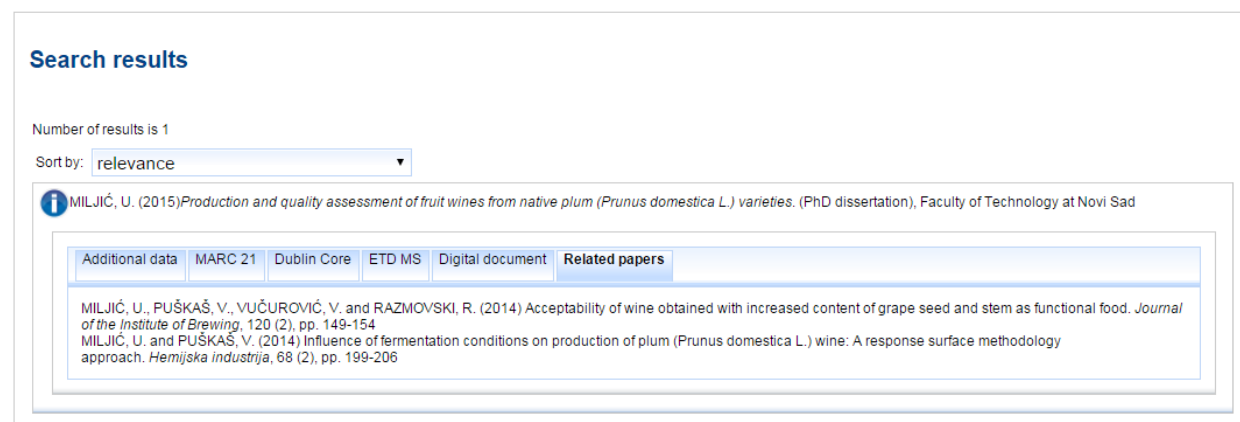 Search results
Number of results is 1
Sort by: relevance
MILJIĆ, U. (2015)Production and quality assessment of fruit wines from native plum (Prunus domestica L.) varieties. (PhD dissertation), Faculty of Technology at Novi Sad
Additional data MARC 21 Dublin Core ETD MS Digital document Related papers
MILJIĆ, U., PUŠKAŠ, V., VUČUROVIĆ, V. and RAZMOVSKI, R. (2014) Acceptability of wine obtained with increased content of grape seed and stem as functional food. Journal
of the Institute of Brewing, 120 (2), pp. 149-154
MILJIĆ, U. and PUŠKAŠ, V. (2014) Influence of fermentation conditions on production of plum (Prunus domestica L.) wine: A response surface methodology
approach. Hemijska industrija, 68 (2), pp. 199-206